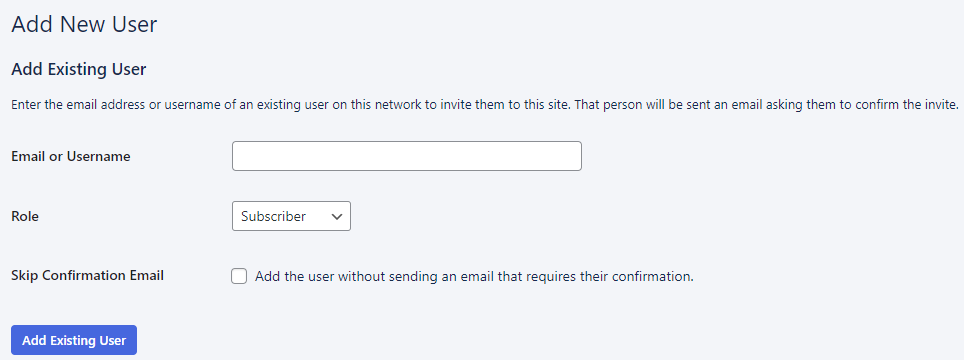 Add New User
Add Existing User
Enter the email address or username of an existing user on this network to invite them to this site. That person will be sent an email asking them to confirm the invite.
Email or Username
Role
Subscriber
Skip Confirmation Email
Add the user without sending an email that requires their confirmation.
Add Existing User